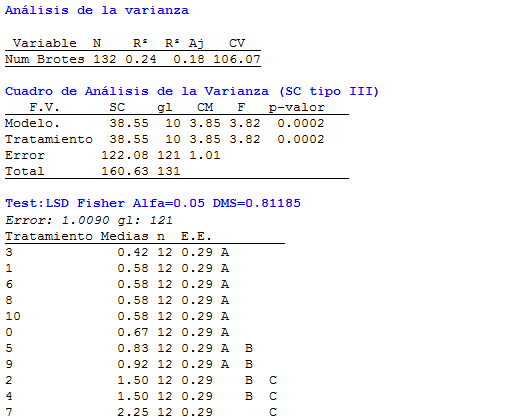 Análisis de la varianza
Variable N R² R² Aj CV
Num Brotes 132 0.24 0.18 106.07
Cuadro de Análisis de la Varianza (SC tipo III)
F.V. SC gl CM F p-valor
Modelo. 38.55 10 3.85 3.82 0.0002
Tratamiento 38.55 10 3.85 3.82 0.0002
Error 122.08 121 1.01
Total 160.63 131
Test:LSD Fisher Alfa=0.05 DMS=0.81185
Error: 1.0090 gl: 121
Tratamiento Medias n E.E.
3 0.42 12 0.29 A
1 0.58 12 0.29 A
6 0.58 12 0.29 A
8 0.58 12 0.29 A
10 0.58 12 0.29 A
0 0.67 12 0.29 A
5 0.83 12 0.29 A B
9 0.92 12 0.29 A B
2 1.50 12 0.29 B C
4 1.50 12 0.29 B C
7 2.25 12 0.29 C